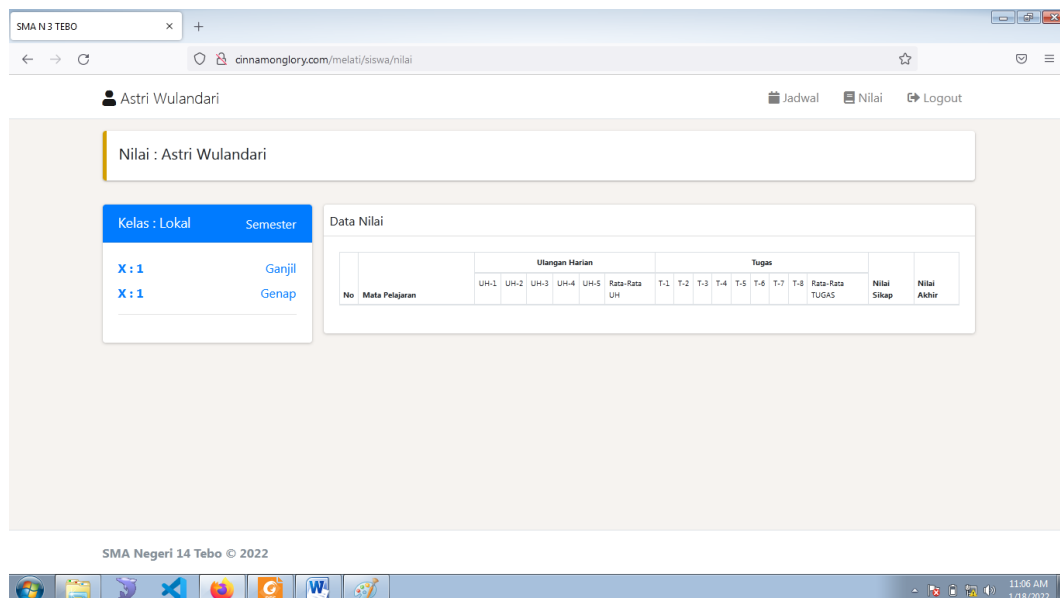 SMA N 3 TEBO
cinnamonglory.com/melati/siswa/nilai
Astri Wulandari
Jadwal
Nilai
Logout
Nilai : Astri Wulandari
Kelas : Lokal Semester
X : 1 Ganjil
X : 1 Genap
Data Nilai
Ulangan Harian Tugas
No Mata Pelajaran UH-1 UH-2 UH-3 UH-4 UH-5 Rata-Rata UH T-1 T-2 T-3 T-4 T-5 T-6 T-7 T-8 Rata-Rata TUGAS Nilai Sikap Nilai Akhir
SMA Negeri 14 Tebo © 2022
11:06 AM
1/18/2022